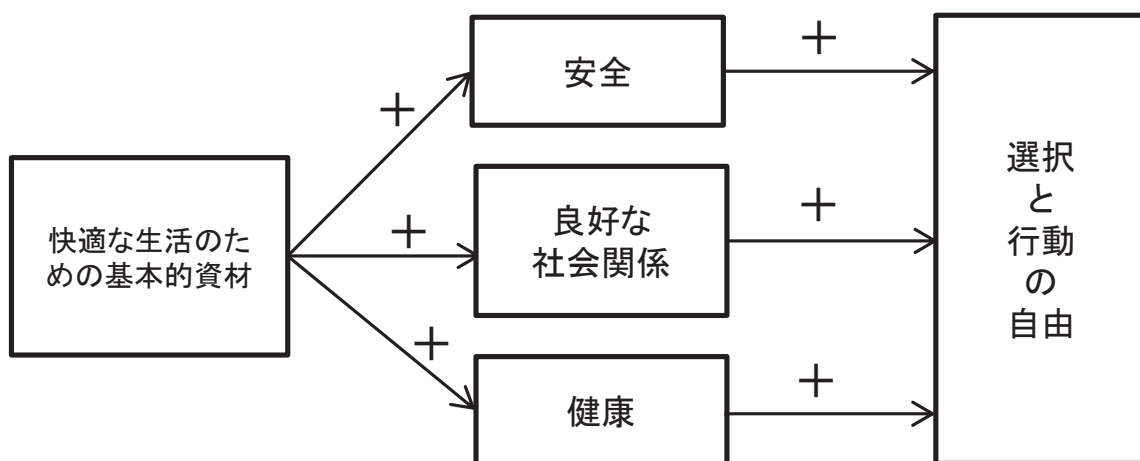 快適な生活のた
めの基本的資材
＋
＋
＋
安全
良好な
社会関係
健康
＋
＋
＋
選択
と
行動
の
自由